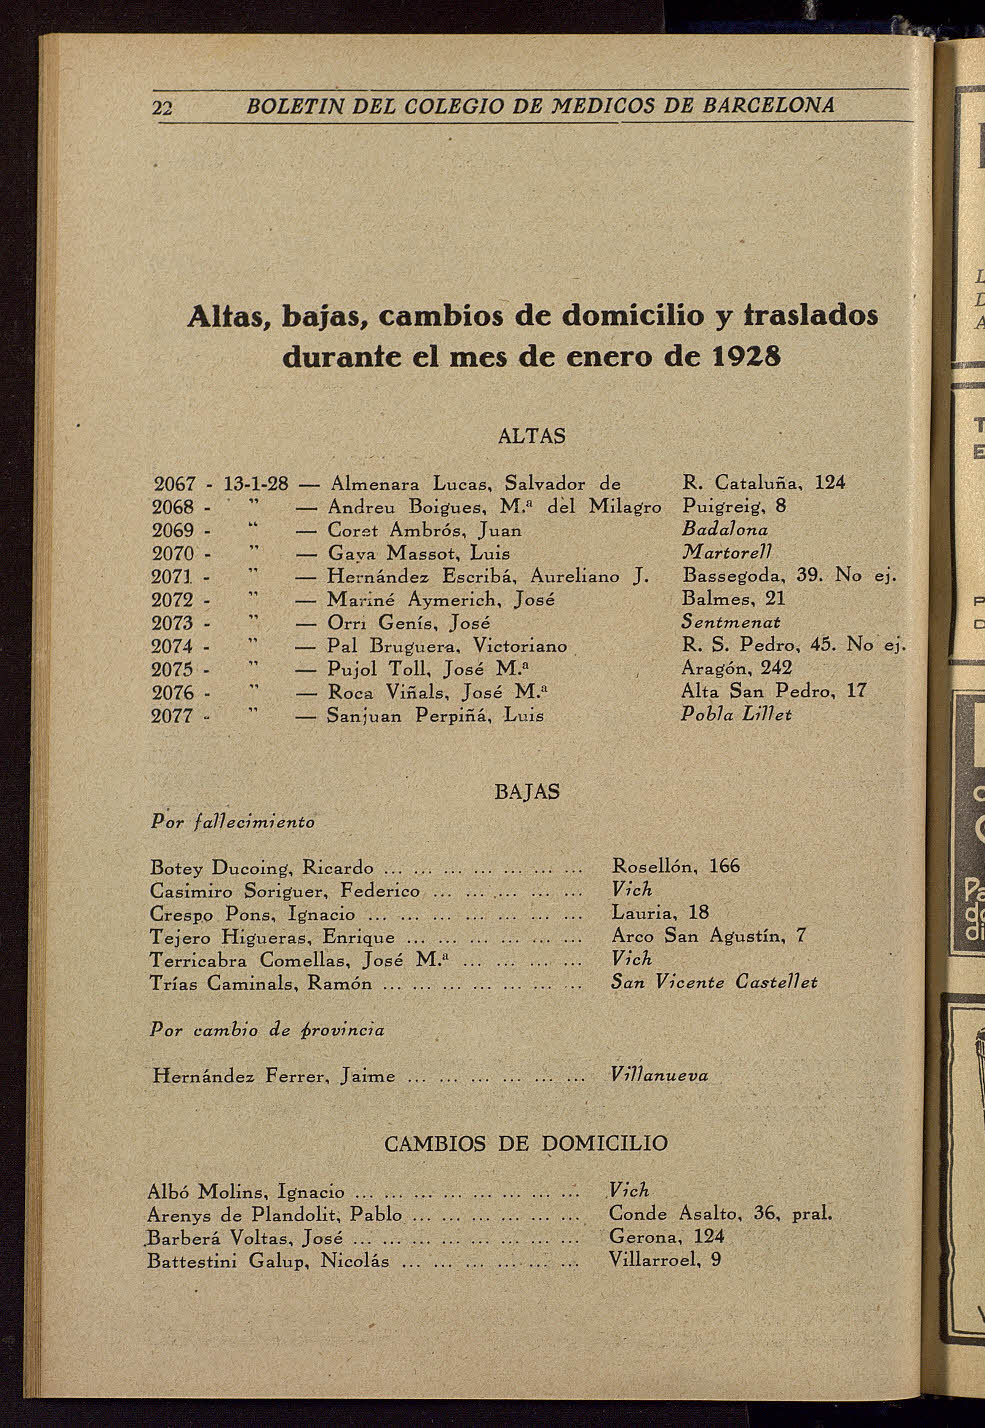 22 BOLETIN DEL COLEGIO DE MEDICOS DE BARCELONA
Altas, bajas, cambios de domicilio y traslados
durante el mes de enero de 1928
ALTAS
2067 - 13-1-28 — Almenara Lucas, Salvador de R. Cataluña, 124
2068 - " — Andreu Boigues, M.ª del Milagro Puigreig, 8
2069 - " — Coret Ambrós, Juan Badalona
2070 - " — Gaya Massot, Luis Martorell
2071 - " — Hernández Escribá, Aureliano J. Bassegoda, 39. No ej.
2072 - " — Mariné Aymerich, José Balmes, 21
2073 - " — Orri Genís, José Sentmenat
2074 - " — Pal Bruguera, Victoriano R. S. Pedro, 45. No ej.
2075 - " — Pujol Toll, José M.ª Aragón, 242
2076 - " — Roca Viñals, José M.ª Alta San Pedro, 17
2077 - " — Sanjuan Perpiñá, Luis Pobla Lillet
BAJAS
Por fallecimiento
Botey Ducoing, Ricardo ... ... ... ... ... ... ... Rosellón, 166
Casimiro Soriguer, Federico ... ... ... ... ... Vich
Crespo Pons, Ignacio ... ... ... ... ... ... ... Lauria, 18
Tejero Higueras, Enrique ... ... ... ... ... ... Arco San Agustín, 7
Terricabra Comellas, José M.ª ... ... ... ... Vich
Trías Caminals, Ramón ... ... ... ... ... ... ... San Vicente Castellet
Por cambio de provincia
Hernández Ferrer, Jaime ... ... ... ... ... ... Villanueva
CAMBIOS DE DOMICILIO
Albó Molins, Ignacio ... ... ... ... ... ... ... ... Vich
Arenys de Plandolit, Pablo ... ... ... ... ... ... Conde Asalto, 36, pral.
Barberá Voltas, José ... ... ... ... ... ... ... ... Gerona, 124
Battestini Galup, Nicolás ... ... ... ... ... ... Villarroel, 9